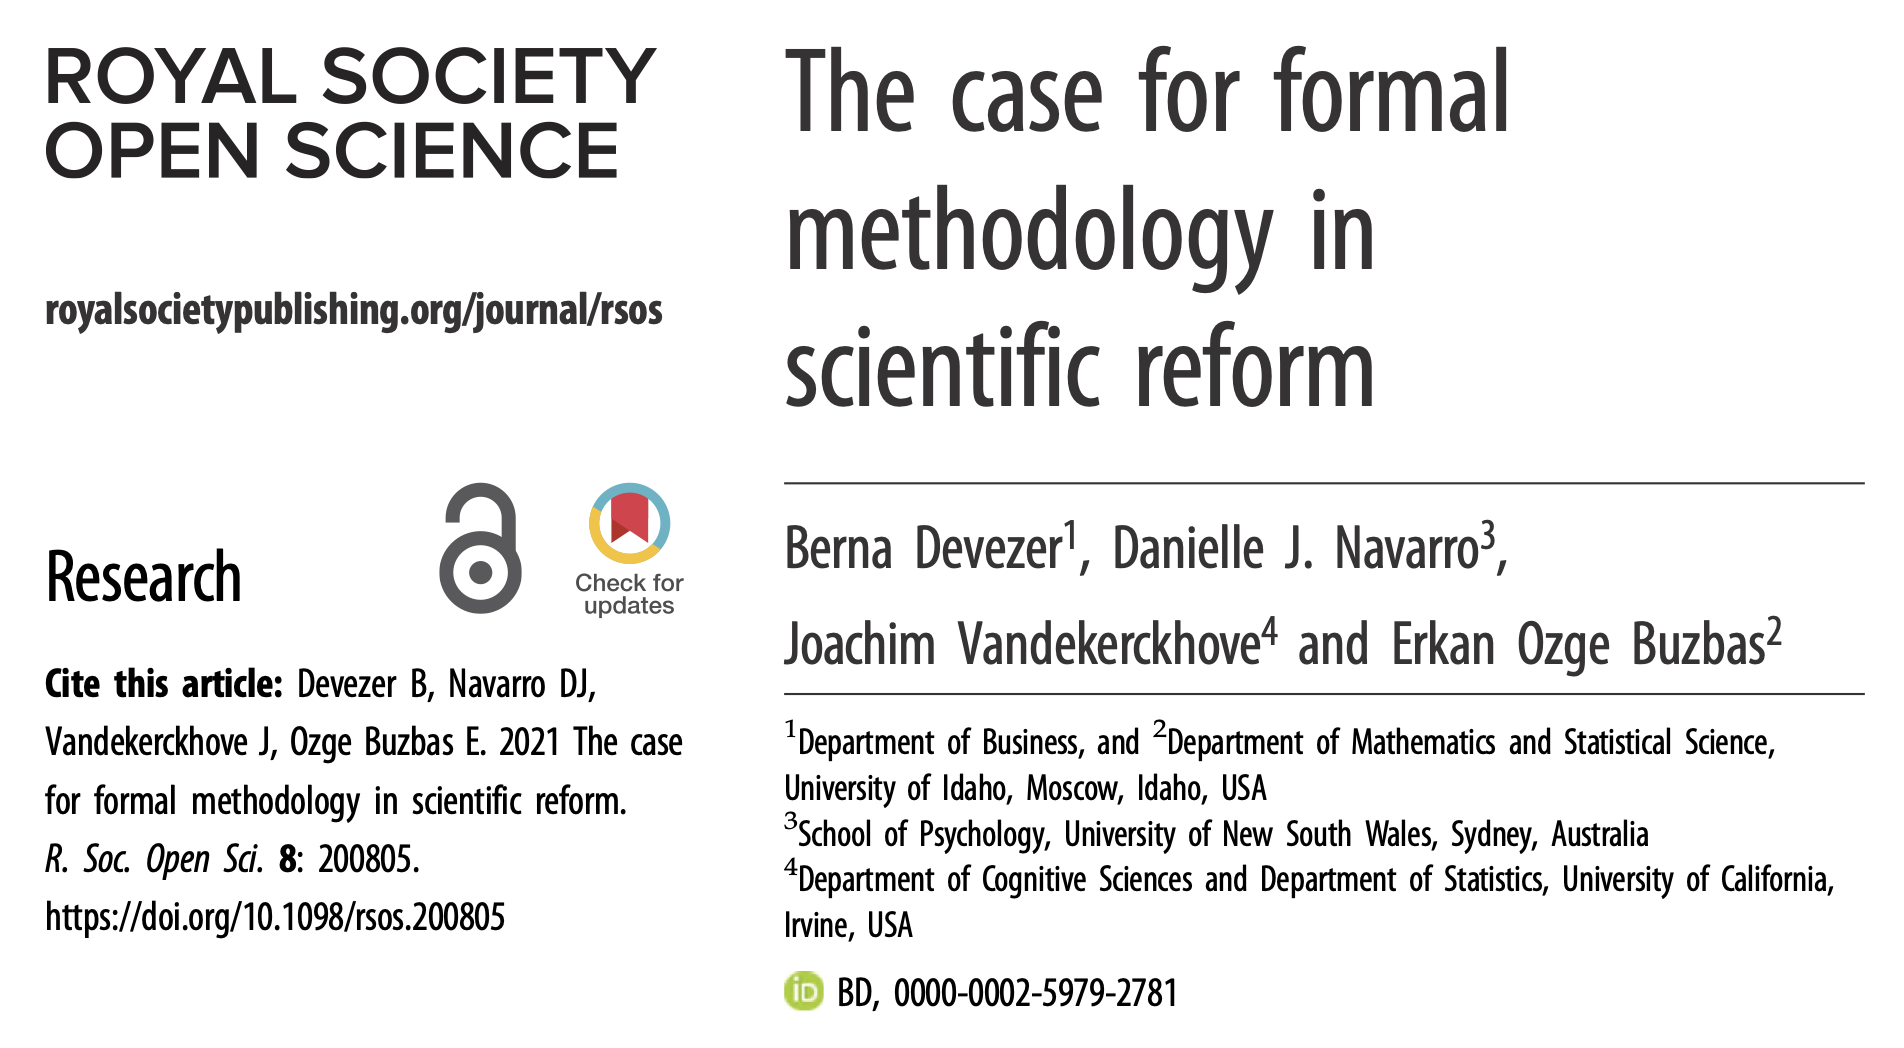 ROYAL SOCIETY
OPEN SCIENCE
royalsocietypublishing.org/journal/rsos
Research
Check for
updates
Cite this article: Devezer B, Navarro DJ,
Vandekerckhove J, Ozge Buzbas E. 2021 The case
for formal methodology in scientific reform.
R. Soc. Open Sci. 8: 200805.
https://doi.org/10.1098/rsos.200805
The case for formal
methodology in
scientific reform
Berna Devezer¹, Danielle J. Navarro³,
Joachim Vandekerckhove⁴ and Erkan Ozge Buzbas²
¹Department of Business, and ²Department of Mathematics and Statistical Science,
University of Idaho, Moscow, Idaho, USA
³School of Psychology, University of New South Wales, Sydney, Australia
⁴Department of Cognitive Sciences and Department of Statistics, University of California,
Irvine, USA
iD BD, 0000-0002-5979-2781